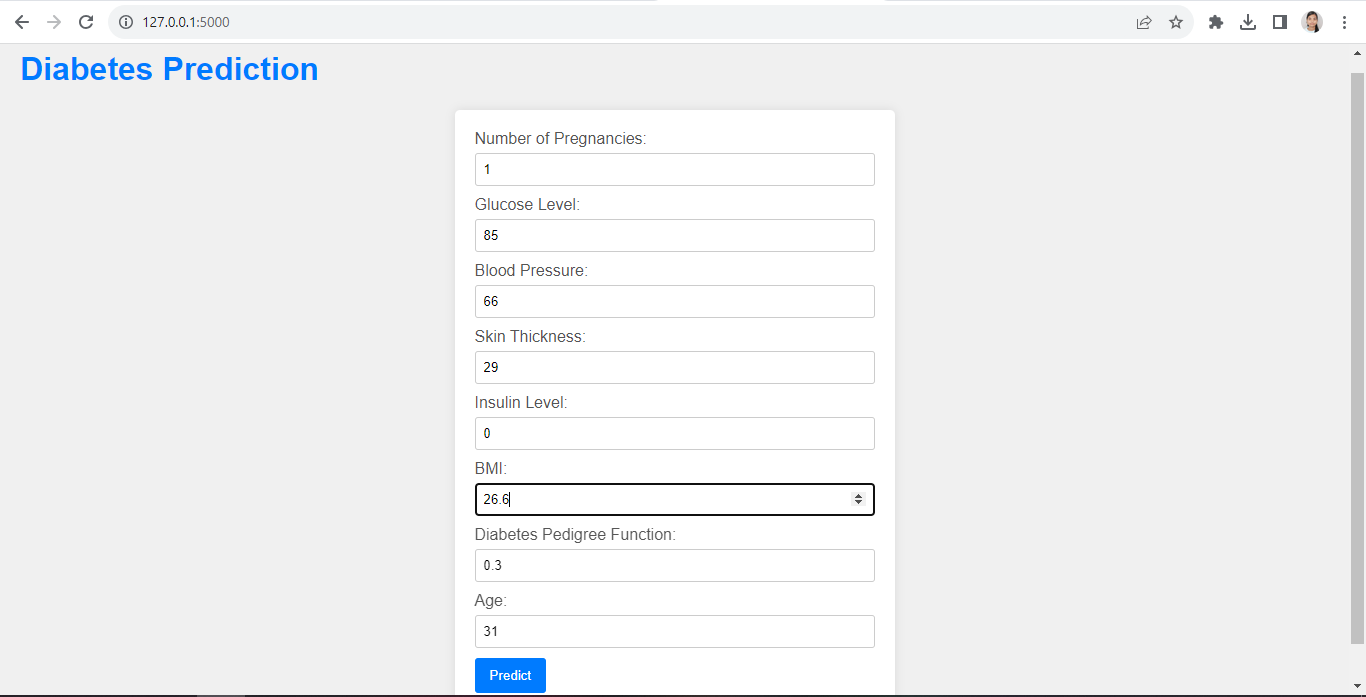 127.0.0.1:5000
Diabetes Prediction
Number of Pregnancies:
1
Glucose Level:
85
Blood Pressure:
66
Skin Thickness:
29
Insulin Level:
0
BMI:
26.6
Diabetes Pedigree Function:
0.3
Age:
31
Predict